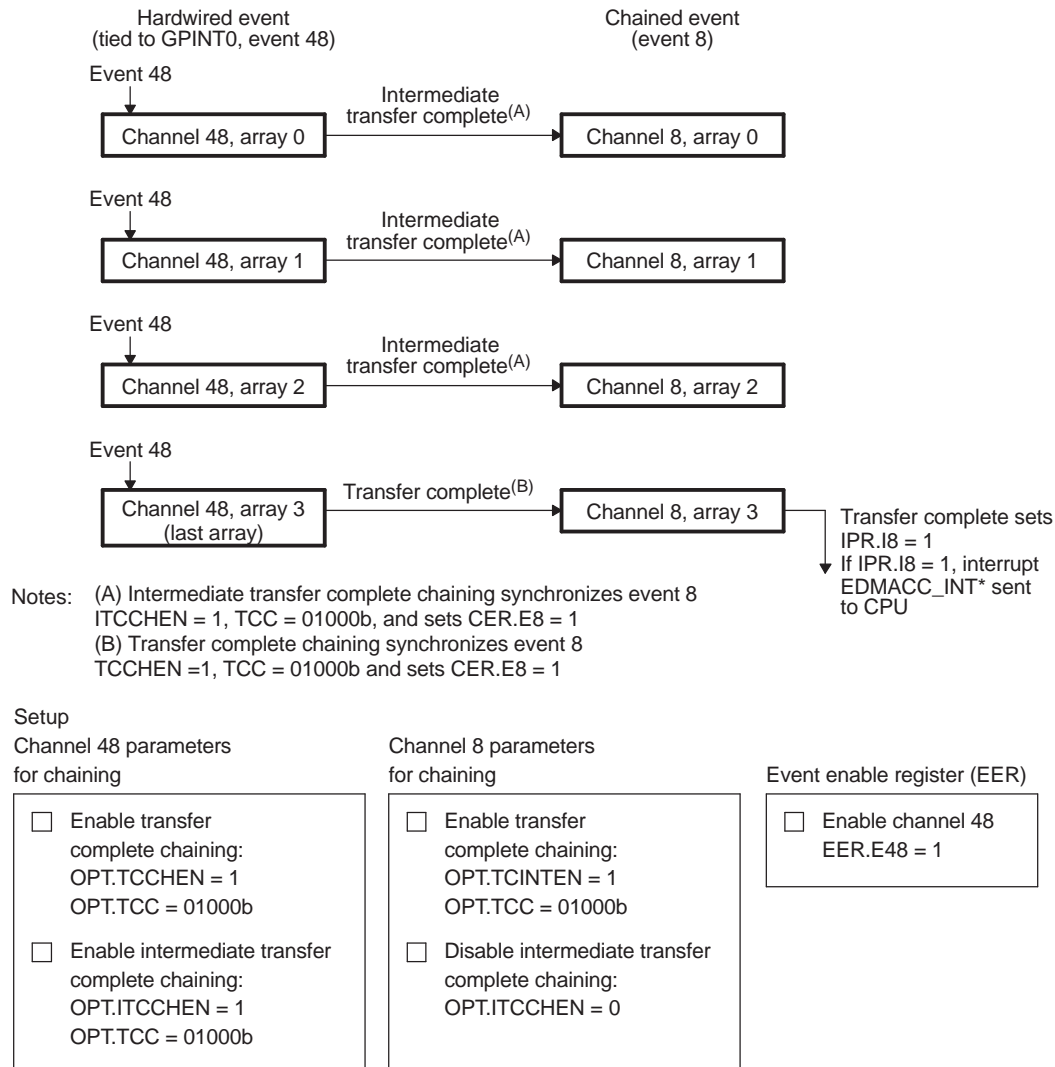 Hardwired event
(tied to GPINT0, event 48)
Chained event
(event 8)
Event 48
Channel 48, array 0
Intermediate
transfer complete(A)
Channel 8, array 0
Event 48
Channel 48, array 1
Intermediate
transfer complete(A)
Channel 8, array 1
Event 48
Channel 48, array 2
Intermediate
transfer complete(A)
Channel 8, array 2
Event 48
Channel 48, array 3
(last array)
Transfer complete(B)
Channel 8, array 3
Transfer complete sets
IPR.I8 = 1
If IPR.I8 = 1, interrupt
EDMACC_INT* sent
to CPU
Notes: (A) Intermediate transfer complete chaining synchronizes event 8
ITCCHEN = 1, TCC = 01000b, and sets CER.E8 = 1
(B) Transfer complete chaining synchronizes event 8
TCCHEN =1, TCC = 01000b and sets CER.E8 = 1
Setup
Channel 48 parameters
for chaining
Enable transfer
complete chaining:
OPT.TCCHEN = 1
OPT.TCC = 01000b
Enable intermediate transfer
complete chaining:
OPT.ITCCHEN = 1
OPT.TCC = 01000b
Channel 8 parameters
for chaining
Enable transfer
complete chaining:
OPT.TCINTEN = 1
OPT.TCC = 01000b
Disable intermediate transfer
complete chaining:
OPT.ITCCHEN = 0
Event enable register (EER)
Enable channel 48
EER.E48 = 1